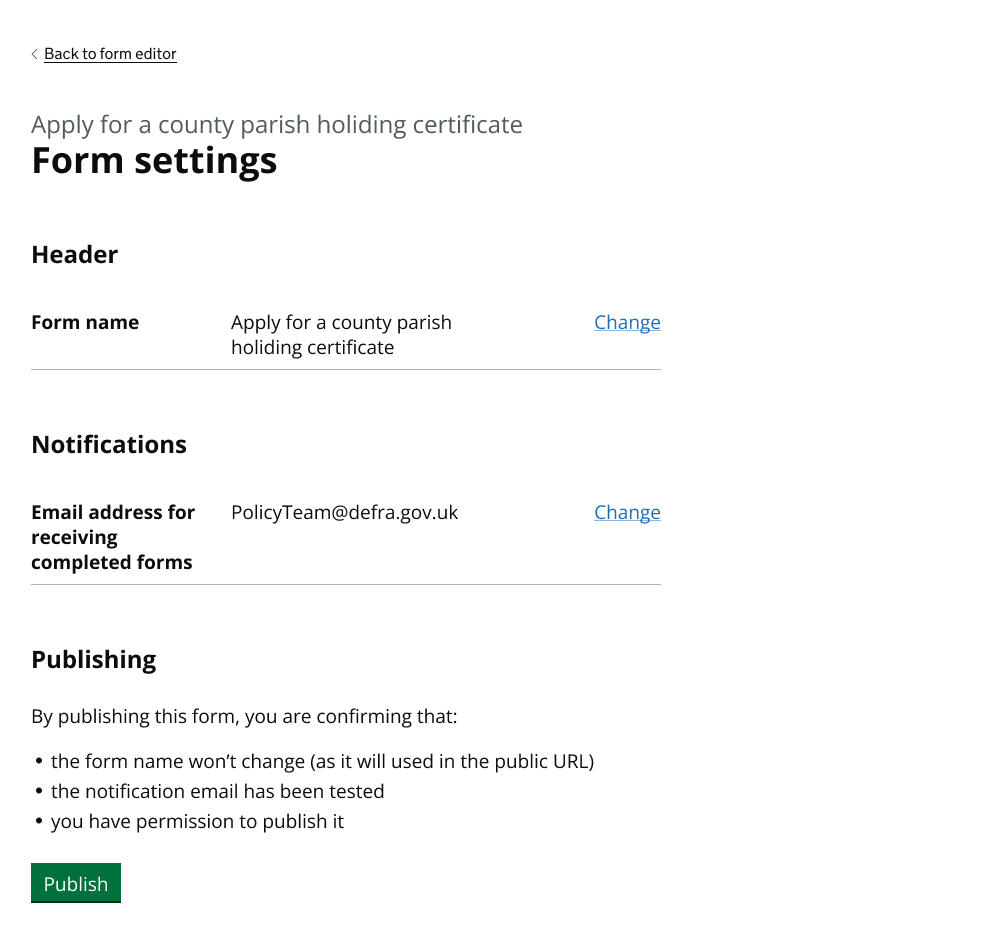 Back to form editor
Apply for a county parish holiding certificate
Form settings
Header
Form name
Apply for a county parish
holiding certificate
Change
Notifications
Email address for
receiving
completed forms
PolicyTeam@defra.gov.uk
Change
Publishing
By publishing this form, you are confirming that:
• the form name won’t change (as it will used in the public URL)
• the notification email has been tested
• you have permission to publish it
Publish